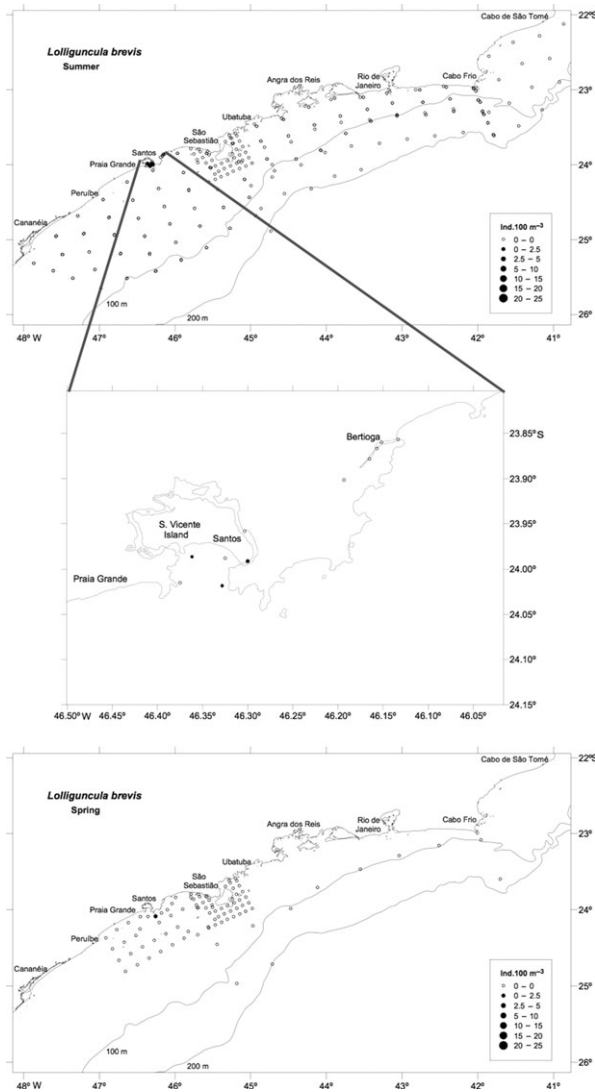 Cabo de São Tomé
22°S
Lolliguncula brevis
Summer
Angra dos Reis
Rio de
Janeiro
Cabo Frio
23°
Ubatuba
São
Sebastião
Santos
Praia Grande
24°
Peruíbe
Cananéia
Ind.100 m⁻³
0 – 0
0 – 2.5
2.5 – 5
5 – 10
10 – 15
15 – 20
20 – 25
25°
100 m
200 m
26°
48° W 47° 46° 45° 44° 43° 42° 41°
Bertioga
23.85° S
23.90°
S. Vicente
Island
Santos
23.95°
24.00°
Praia Grande
24.05°
24.10°
24.15°
46.50°W 46.45° 46.40° 46.35° 46.30° 46.25° 46.20° 46.15° 46.10° 46.05°
Cabo de São Tomé
22°S
Lolliguncula brevis
Spring
Angra dos Reis
Rio de
Janeiro
Cabo Frio
23°
Ubatuba
São
Sebastião
Santos
Praia Grande
24°
Peruíbe
Cananéia
Ind.100 m⁻³
0 – 0
0 – 2.5
2.5 – 5
5 – 10
10 – 15
15 – 20
20 – 25
25°
100 m
200 m
26°
48° W 47° 46° 45° 44° 43° 42° 41°